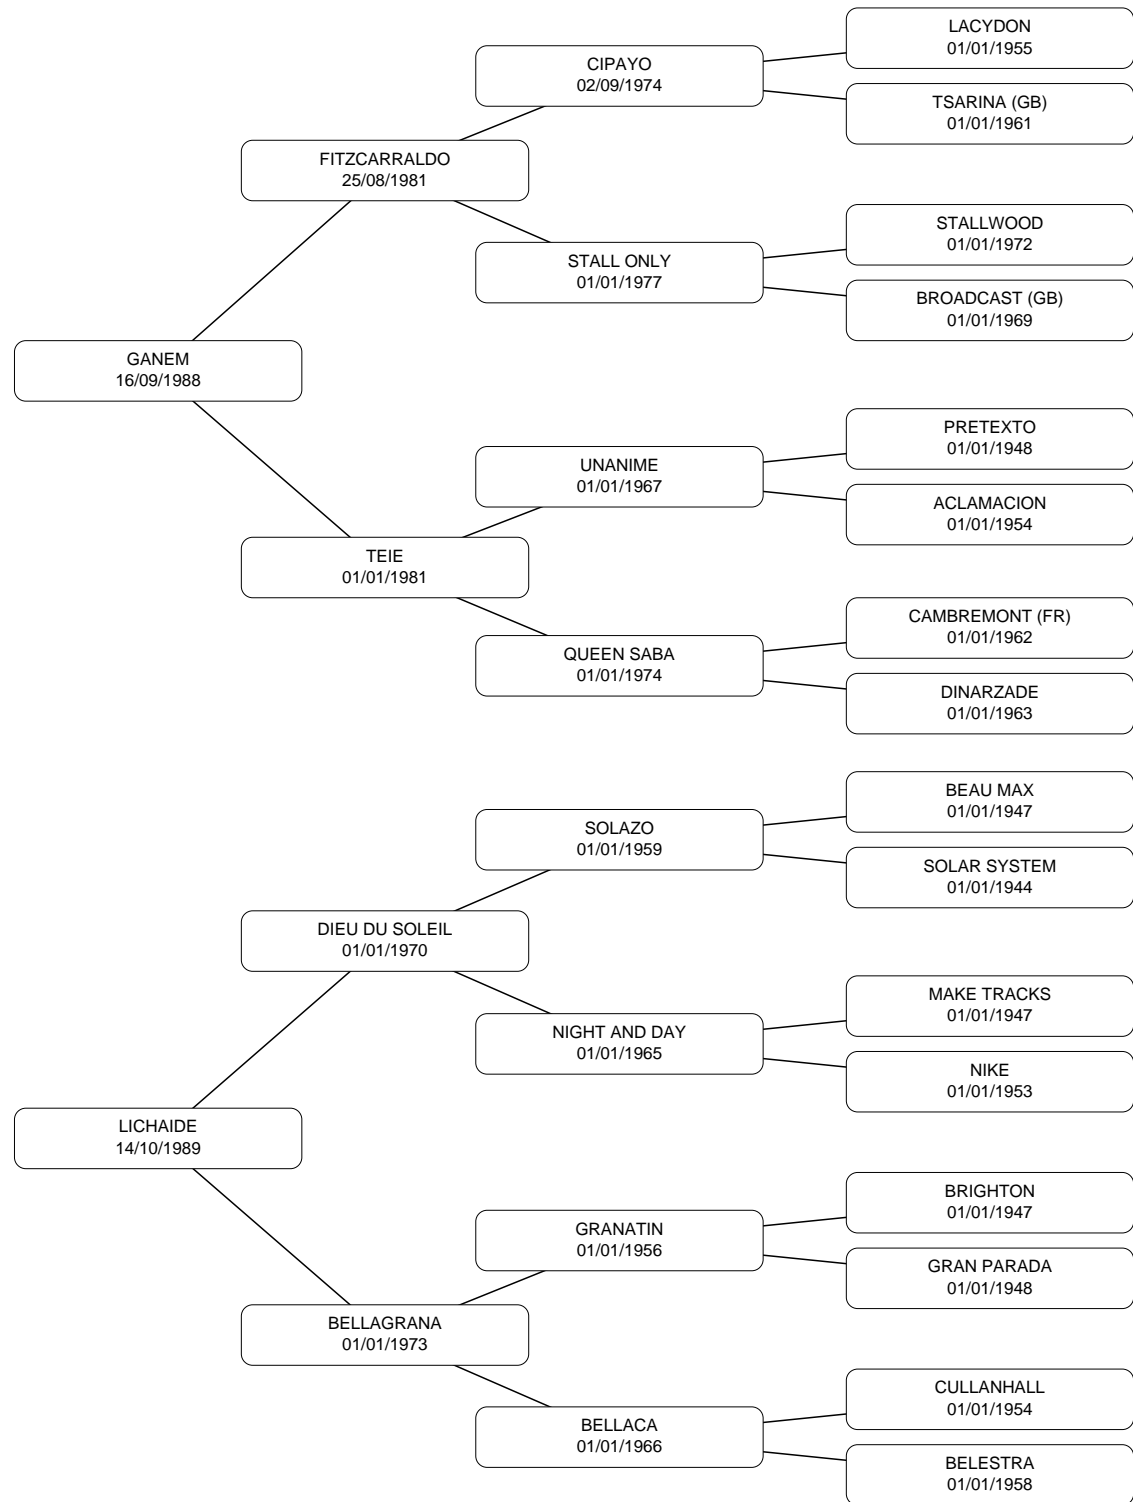 LACYDON
01/01/1955
CIPAYO
02/09/1974
TSARINA (GB)
01/01/1961
FITZCARRALDO
25/08/1981
STALLWOOD
01/01/1972
STALL ONLY
01/01/1977
BROADCAST (GB)
01/01/1969
GANEM
16/09/1988
PRETEXTO
01/01/1948
UNANIME
01/01/1967
ACLAMACION
01/01/1954
TEIE
01/01/1981
CAMBREMONT (FR)
01/01/1962
QUEEN SABA
01/01/1974
DINARZADE
01/01/1963
BEAU MAX
01/01/1947
SOLAZO
01/01/1959
SOLAR SYSTEM
01/01/1944
DIEU DU SOLEIL
01/01/1970
MAKE TRACKS
01/01/1947
NIGHT AND DAY
01/01/1965
NIKE
01/01/1953
LICHAIDE
14/10/1989
BRIGHTON
01/01/1947
GRANATIN
01/01/1956
GRAN PARADA
01/01/1948
BELLAGRANA
01/01/1973
CULLANHALL
01/01/1954
BELLACA
01/01/1966
BELESTRA
01/01/1958